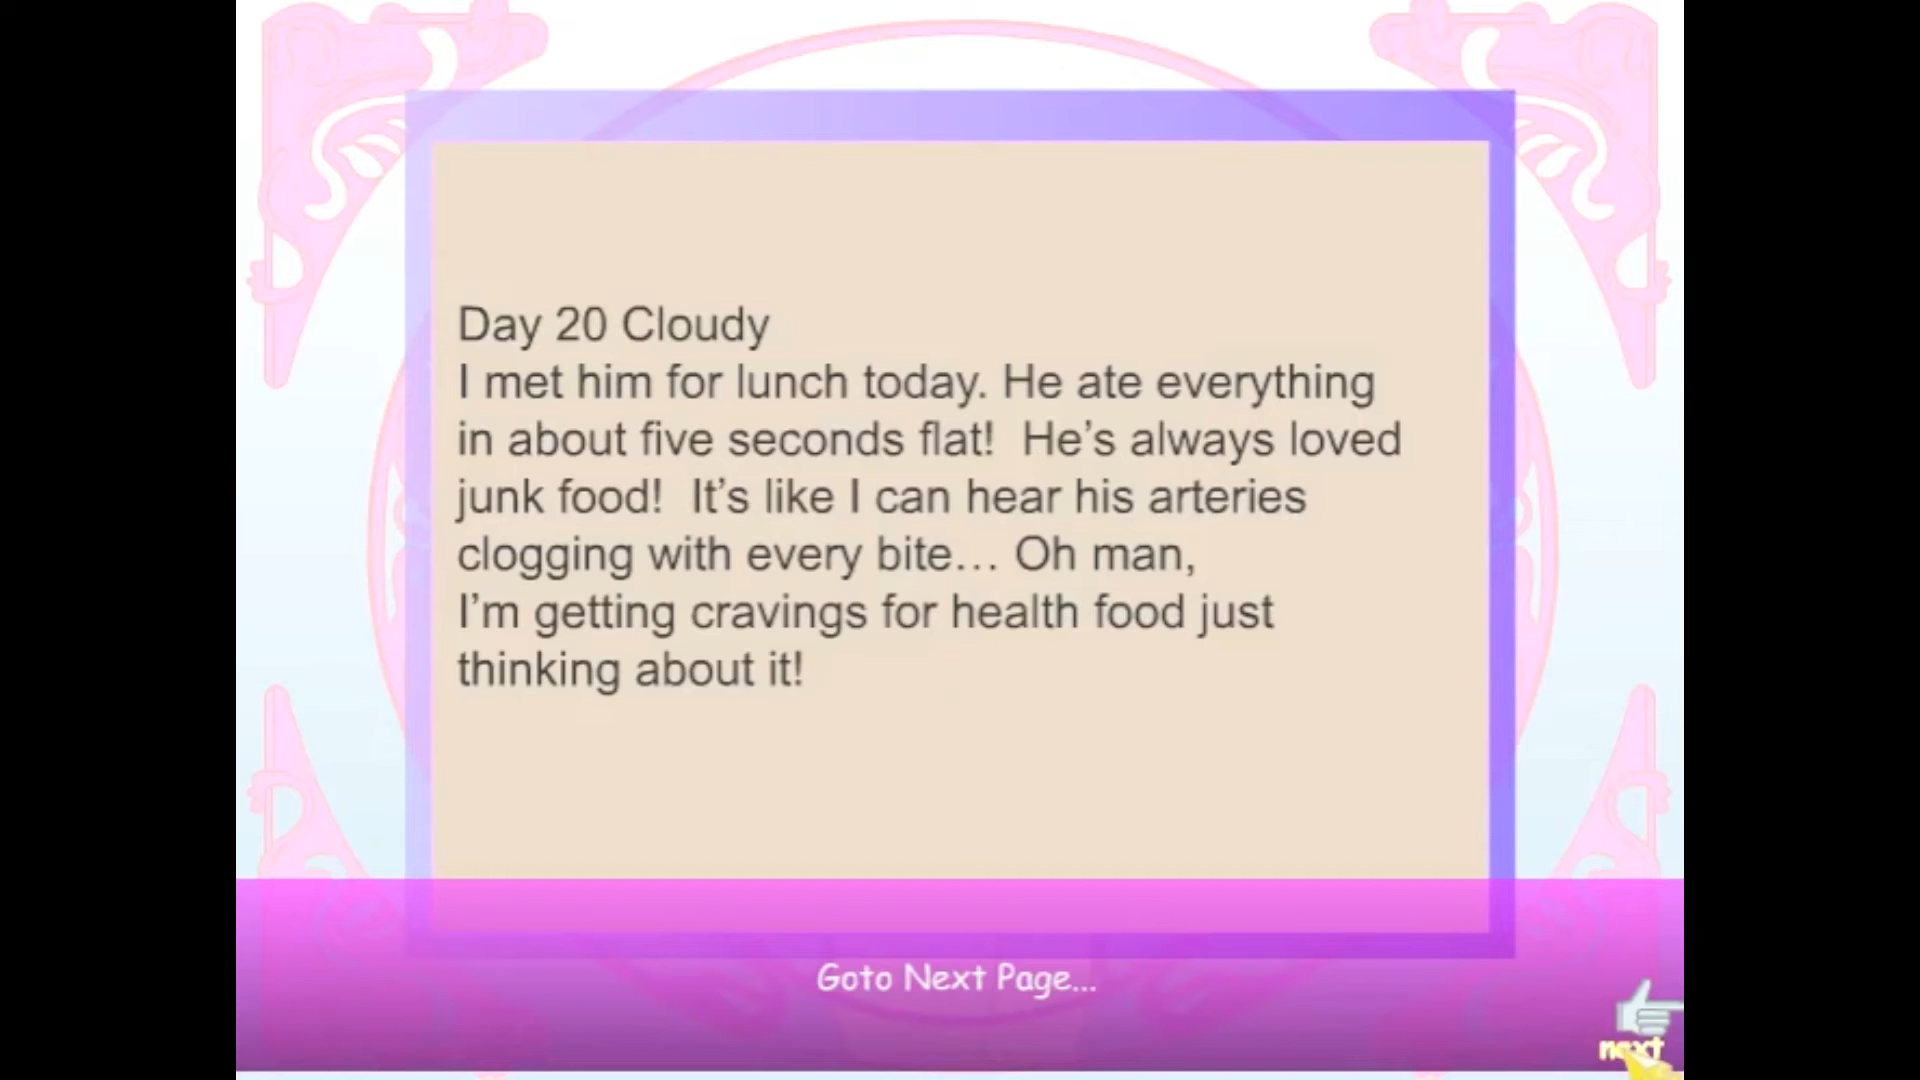 Day 20 Cloudy
I met him for lunch today. He ate everything
in about five seconds flat!  He’s always loved
junk food!  It’s like I can hear his arteries
clogging with every bite… Oh man,
I’m getting cravings for health food just
thinking about it!
Goto Next Page...
next